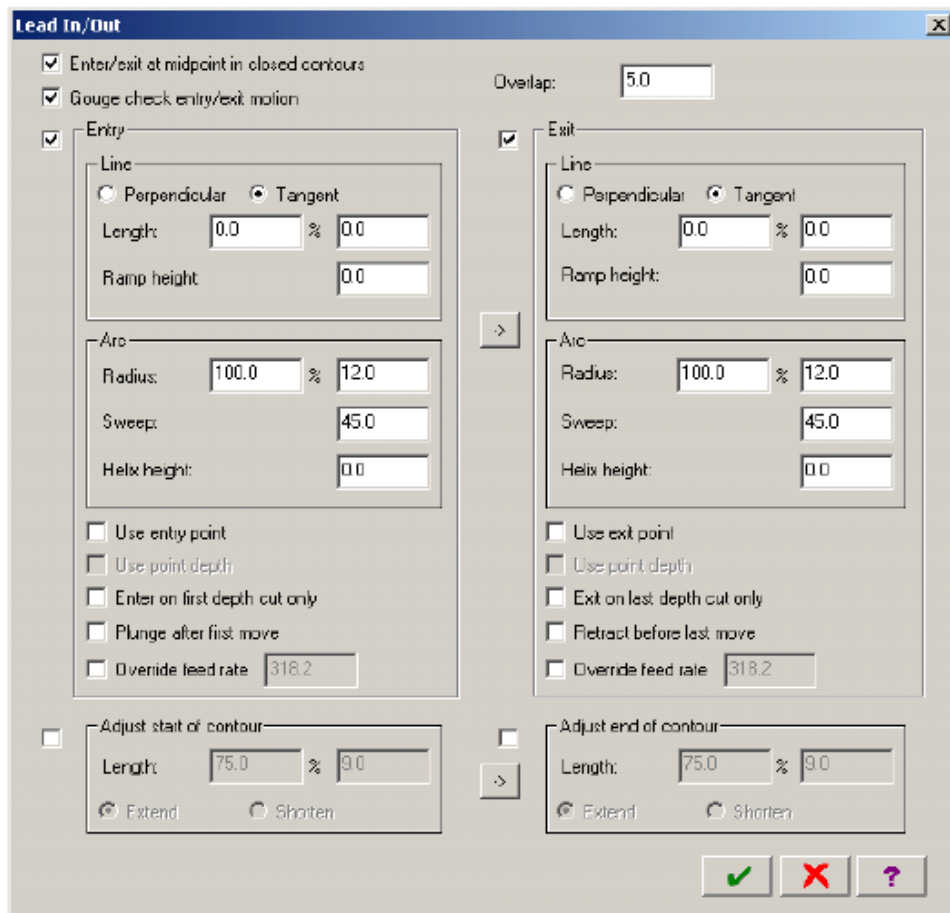 Lead In/Out
Enter/exit at midpoint in closed contours
Gouge check entry/exit motion
Overlap: 5.0
Entry
Line
Perpendicular Tangent
Length: 0.0 % 0.0
Ramp height 0.0
Arc
Radius: 100.0 % 12.0
Sweep: 45.0
Helix height: 0.0
Use entry point
Use point depth
Enter on first depth cut only
Plunge after first move
Override feed rate 318.2
->
Exit
Line
Perpendicular Tangent
Length: 0.0 % 0.0
Ramp height: 0.0
Arc
Radius: 100.0 % 12.0
Sweep: 45.0
Helix height: 0.0
Use exit point
Use point depth
Exit on last depth cut only
Retract before last move
Override feed rate 318.2
Adjust start of contour
Length: 75.0 % 9.0
Extend Shorten
->
Adjust end of contour
Length: 75.0 % 9.0
Extend Shorten
?